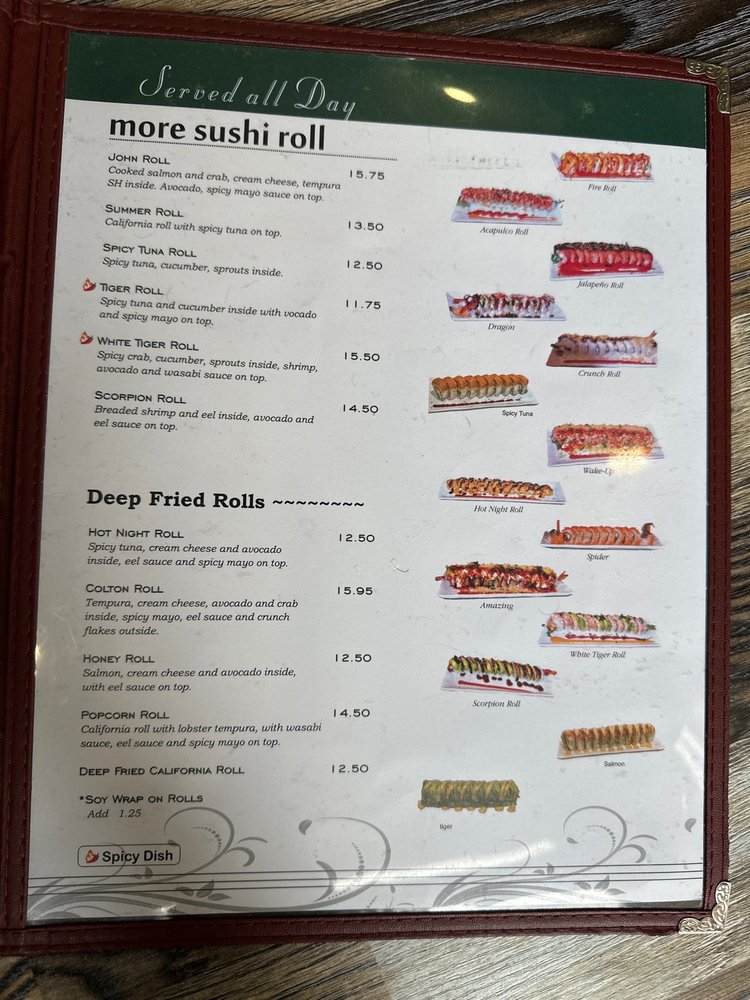 Served all Day
more sushi roll
JOHN ROLL 15.75
Cooked salmon and crab, cream cheese, tempura
SH inside. Avocado, spicy mayo sauce on top.
SUMMER ROLL 13.50
California roll with spicy tuna on top.
SPICY TUNA ROLL 12.50
Spicy tuna, cucumber, sprouts inside.
TIGER ROLL 11.75
Spicy tuna and cucumber inside with vocado
and spicy mayo on top.
WHITE TIGER ROLL 15.50
Spicy crab, cucumber, sprouts inside, shrimp,
avocado and wasabi sauce on top.
SCORPION ROLL 14.50
Breaded shrimp and eel inside, avocado and
eel sauce on top.
Deep Fried Rolls ~~~~~~~~
HOT NIGHT ROLL 12.50
Spicy tuna, cream cheese and avocado
inside, eel sauce and spicy mayo on top.
COLTON ROLL 15.95
Tempura, cream cheese, avocado and crab
inside, spicy mayo, eel sauce and crunch
flakes outside.
HONEY ROLL 12.50
Salmon, cream cheese and avocado inside,
with eel sauce on top.
POPCORN ROLL 14.50
California roll with lobster tempura, with wasabi
sauce, eel sauce and spicy mayo on top.
DEEP FRIED CALIFORNIA ROLL 12.50
*SOY WRAP ON ROLLS
Add 1.25
Spicy Dish
Fire Roll
Acapulco Roll
Jalapeño Roll
Dragon
Crunch Roll
Spicy Tuna
Wake-Up
Hot Night Roll
Spider
Amazing
White Tiger Roll
Scorpion Roll
Salmon
tiger